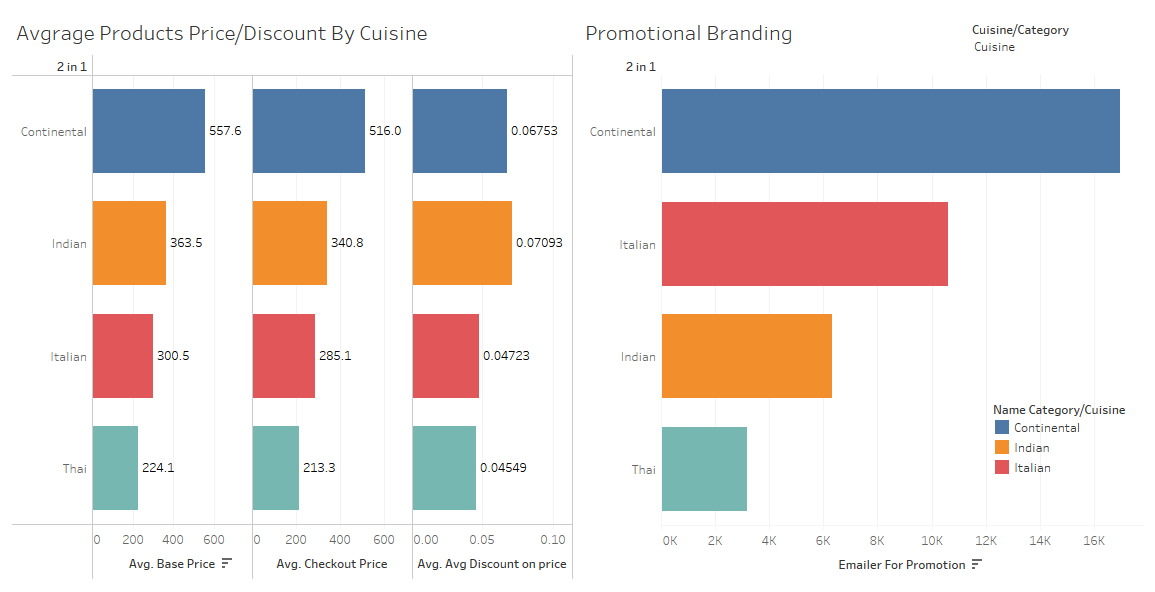 Avgrage Products Price/Discount By Cuisine
2 in 1
Continental
557.6
516.0
0.06753
Indian
363.5
340.8
0.07093
Italian
300.5
285.1
0.04723
Thai
224.1
213.3
0.04549
0 200 400 600
0 200 400 600
0.00 0.05 0.10
Avg. Base Price
Avg. Checkout Price
Avg. Avg Discount on price
Promotional Branding
Cuisine/Category
Cuisine
2 in 1
Continental
Italian
Indian
Thai
0K 2K 4K 6K 8K 10K 12K 14K 16K
Emailer For Promotion
Name Category/Cuisine
Continental
Indian
Italian